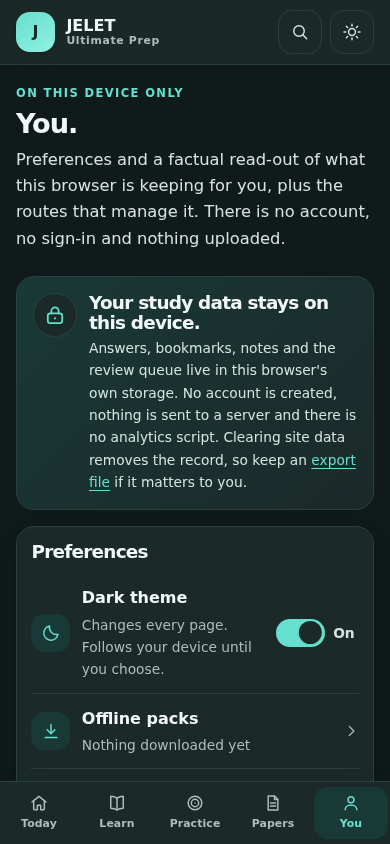 J
JELET
Ultimate Prep
ON THIS DEVICE ONLY
You.
Preferences and a factual read-out of what
this browser is keeping for you, plus the
routes that manage it. There is no account,
no sign-in and nothing uploaded.
Your study data stays on
this device.
Answers, bookmarks, notes and the
review queue live in this browser's
own storage. No account is created,
nothing is sent to a server and there is
no analytics script. Clearing site data
removes the record, so keep an export
file if it matters to you.
Preferences
Dark theme
Changes every page.
Follows your device until
you choose.
On
Offline packs
Nothing downloaded yet
Today
Learn
Practice
Papers
You